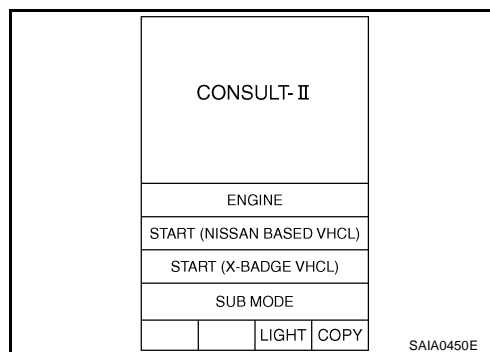 CONSULT-II
ENGINE
START (NISSAN BASED VHCL)
START (X-BADGE VHCL)
SUB MODE
LIGHT COPY
SAIA0450E